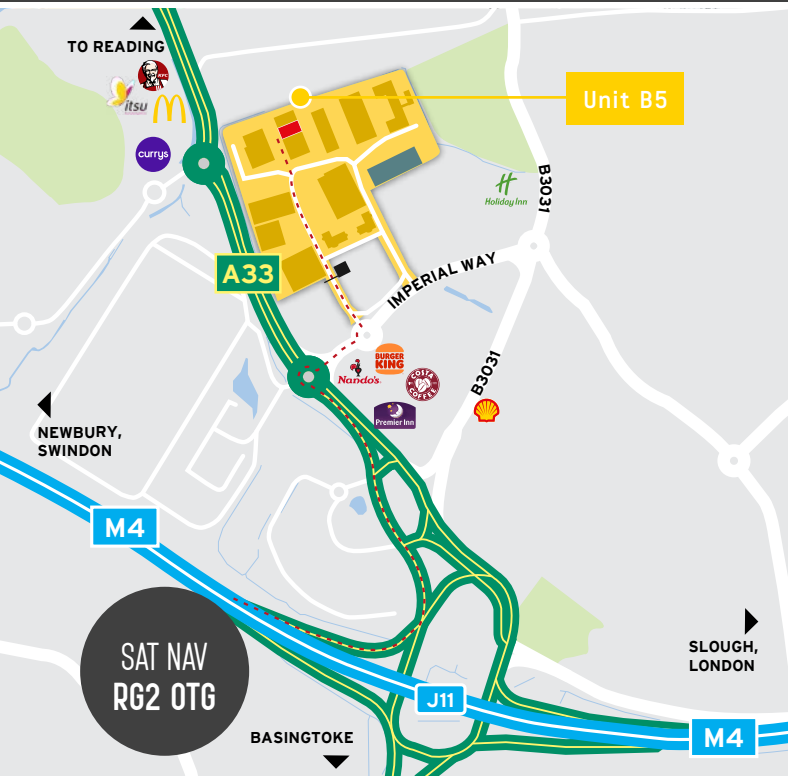 TO READING
KFC
itsu
currys
Unit B5
B3031
Holiday Inn
A33
IMPERIAL WAY
BURGER
KING
Nando's
COSTA
COFFEE
B3031
Premier Inn
NEWBURY,
SWINDON
M4
SAT NAV
RG2 0TG
SLOUGH,
LONDON
J11
M4
BASINGTOKE